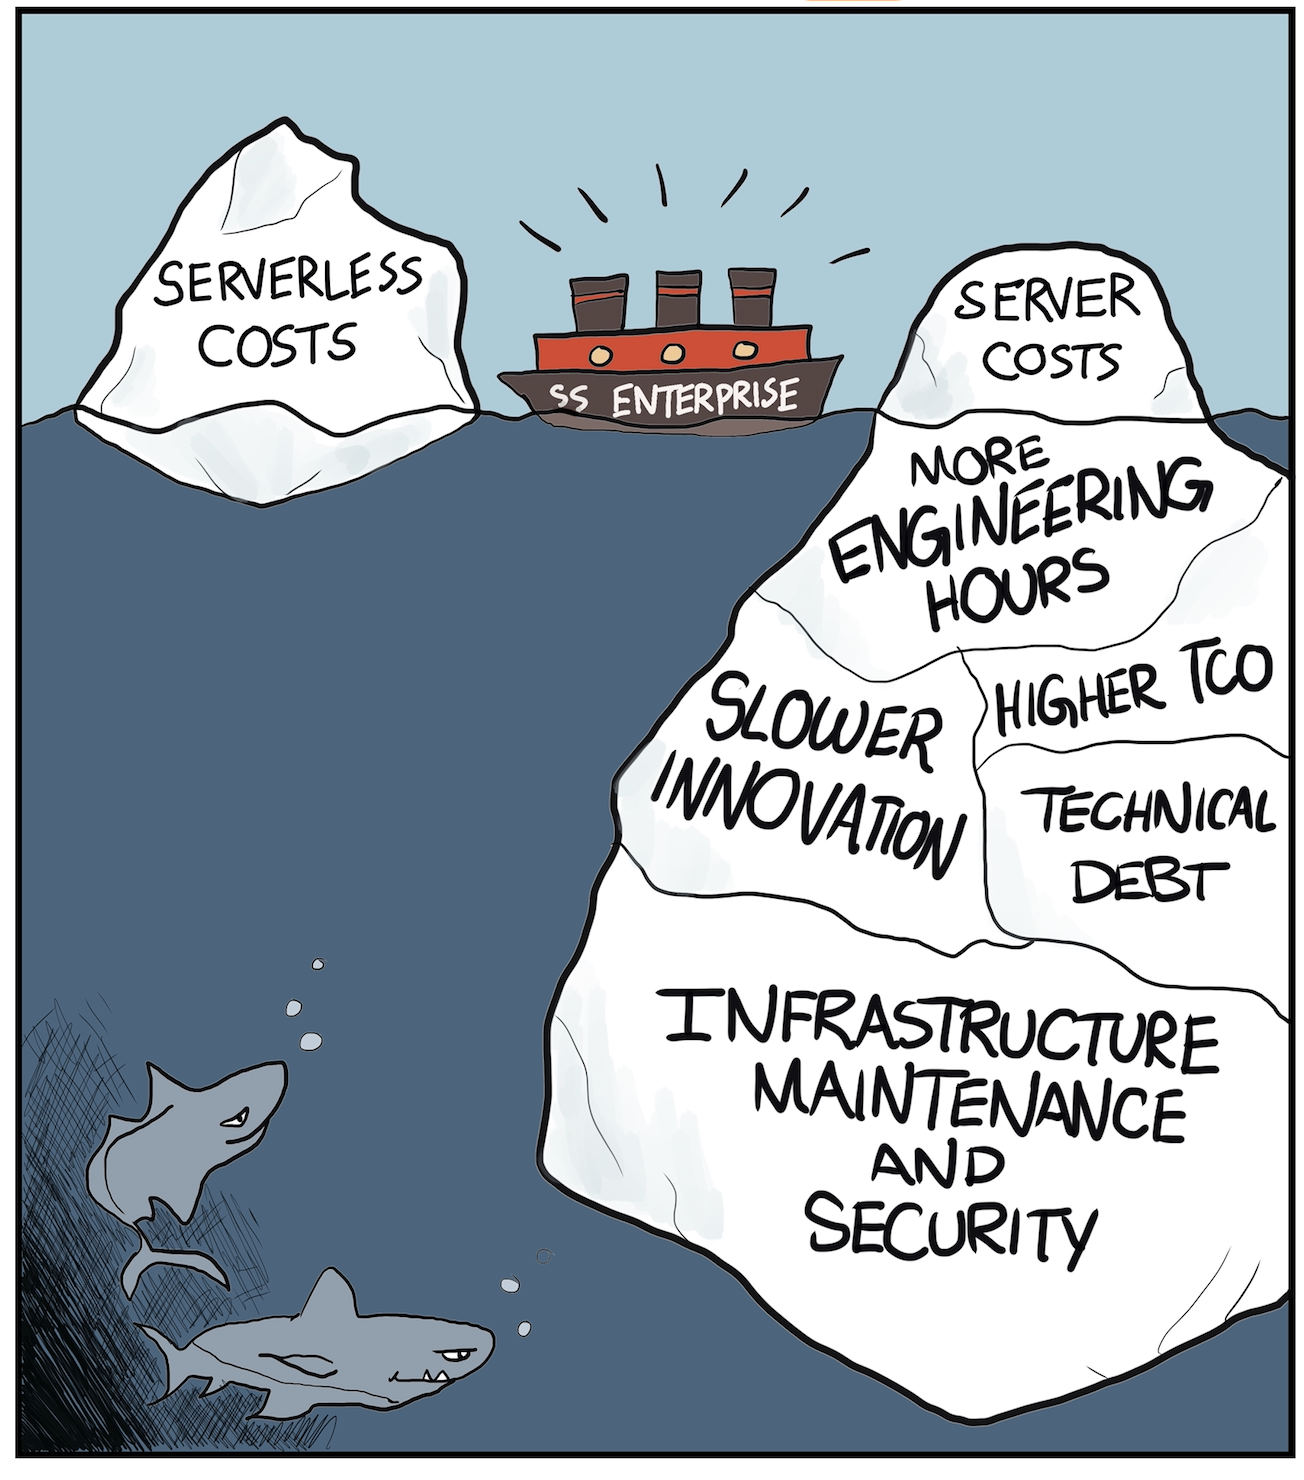 SERVERLESS
COSTS
SS ENTERPRISE
SERVER
COSTS
MORE
ENGINEERING
HOURS
SLOWER
INNOVATION
HIGHER TCO
TECHNICAL
DEBT
INFRASTRUCTURE
MAINTENANCE
AND
SECURITY